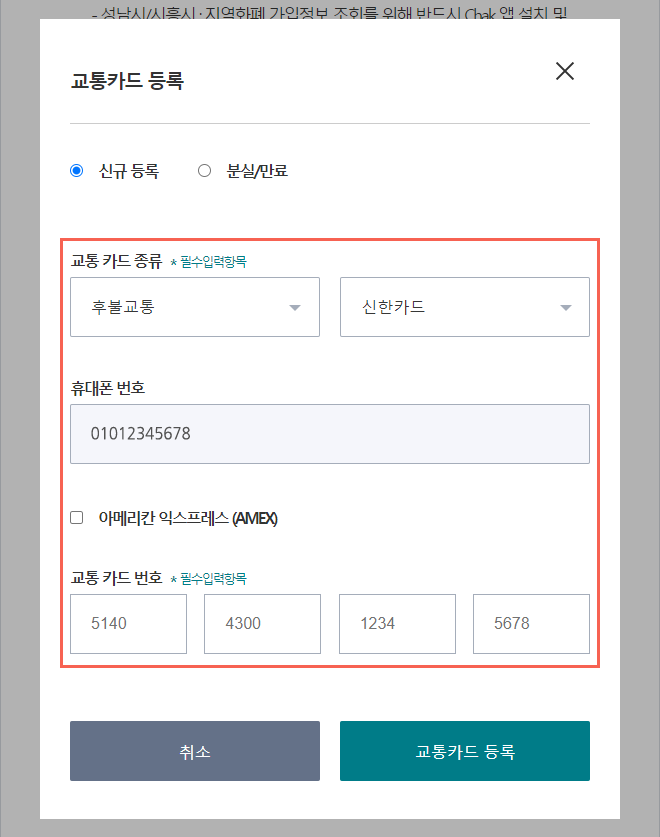 - 성남시/시흥시 : 지역화폐 가입정보 조회를 위해 반드시 Chak 앱 설치 및
교통카드 등록
신규 등록 분실/만료
교통 카드 종류 * 필수입력항목
후불교통 신한카드
휴대폰 번호
01012345678
아메리칸 익스프레스 (AMEX)
교통 카드 번호 * 필수입력항목
5140 4300 1234 5678
취소 교통카드 등록